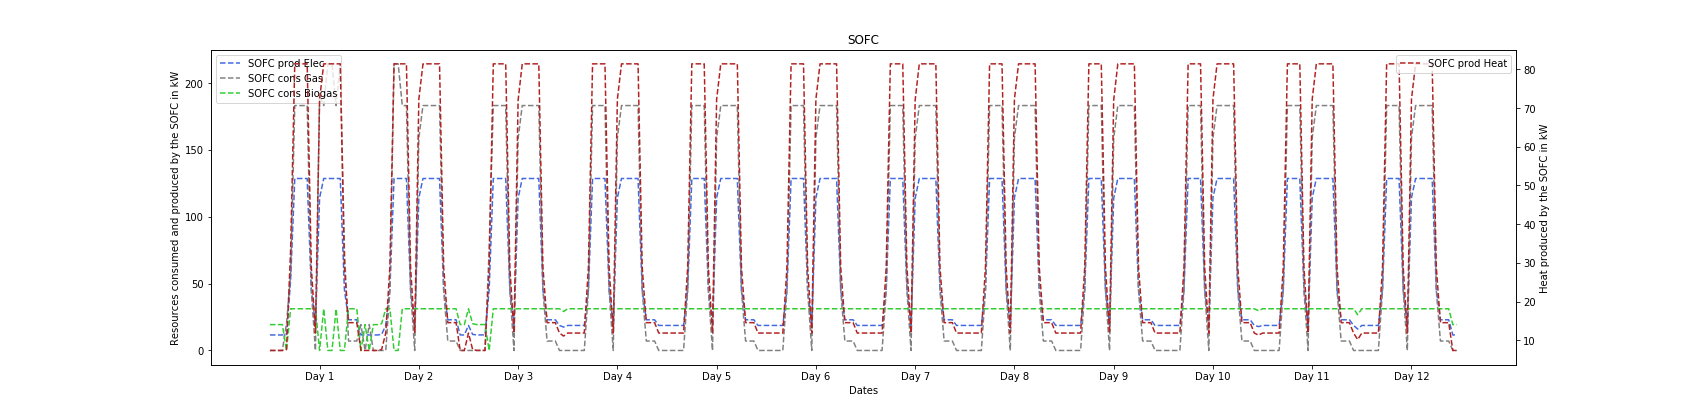 SOFC
Resources consumed and produced by the SOFC in kW
200
150
100
50
0
SOFC prod Elec
SOFC cons Gas
SOFC cons Biogas
SOFC prod Heat
80
70
60
50
40
30
20
10
Heat produced by the SOFC in kW
Day 1 Day 2 Day 3 Day 4 Day 5 Day 6 Day 7 Day 8 Day 9 Day 10 Day 11 Day 12
Dates